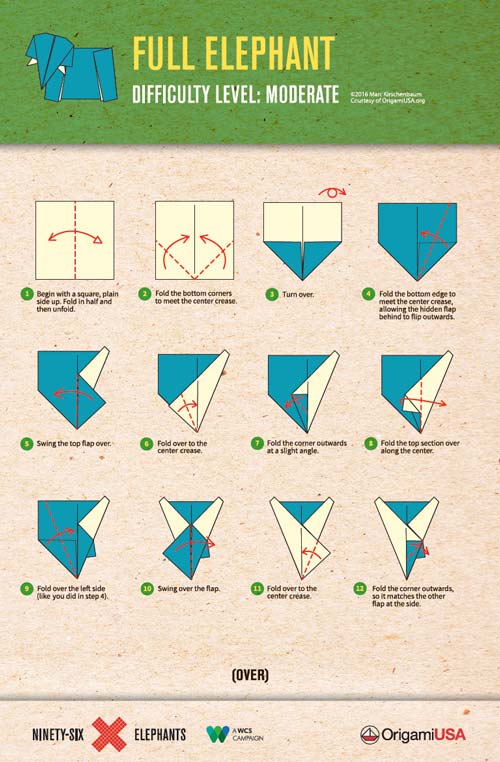 FULL ELEPHANT
DIFFICULTY LEVEL: MODERATE
©2016 Marc Kirschenbaum
Courtesy of OrigamiUSA.org
1 Begin with a square, plain
side up. Fold in half and
then unfold.
2 Fold the bottom corners
to meet the center crease.
3 Turn over.
4 Fold the bottom edge to
meet the center crease,
allowing the hidden flap
behind to flip outwards.
5 Swing the top flap over.
6 Fold over to the
center crease.
7 Fold the corner outwards
at a slight angle.
8 Fold the top section over
along the center.
9 Fold over the left side
(like you did in step 4).
10 Swing over the flap.
11 Fold over to the
center crease.
12 Fold the corner outwards,
so it matches the other
flap at the side.
(OVER)
NINETY-SIX ELEPHANTS
A WCS
CAMPAIGN
OrigamiUSA